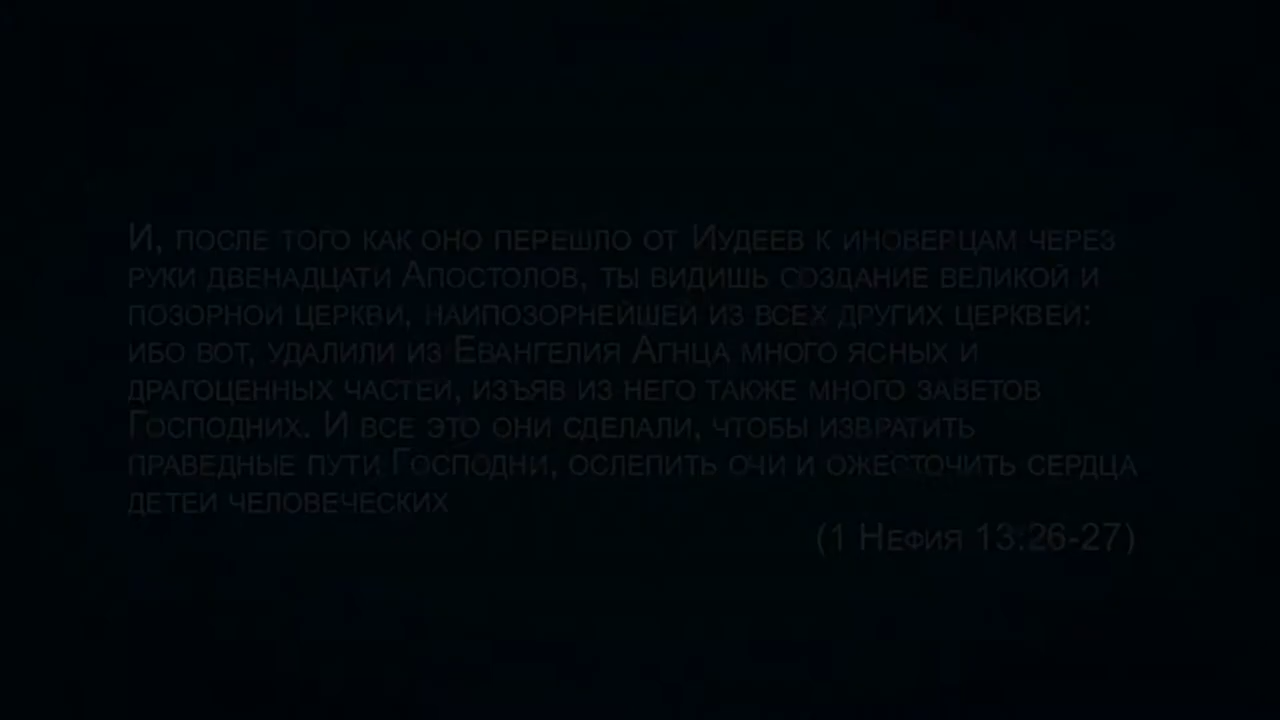 И, после того как оно перешло от Иудеев к иноверцам через
руки двенадцати Апостолов, ты видишь создание великой и
позорной церкви, наипозорнейшей из всех других церквей:
ибо вот, удалили из Евангелия Агнца много ясных и
драгоценных частей, изъяв из него также много заветов
Господних. И все это они сделали, чтобы извратить
праведные пути Господни, ослепить очи и ожесточить сердца
детей человеческих
(1 Нефия 13:26-27)